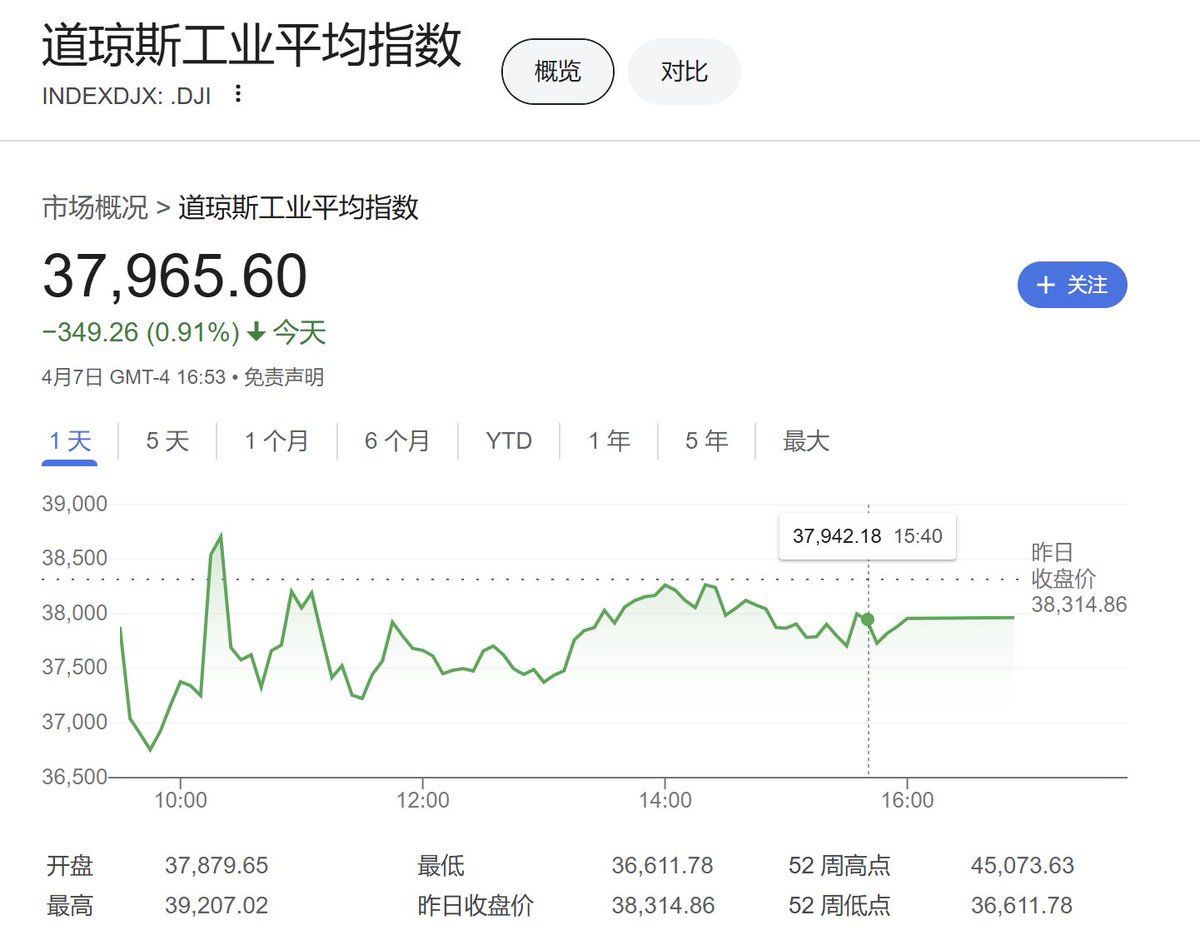 道琼斯工业平均指数
INDEXDJX: .DJI
概览
对比
市场概况 > 道琼斯工业平均指数
37,965.60
+ 关注
−349.26 (0.91%) ↓ 今天
4月7日 GMT-4 16:53 • 免责声明
1 天
5 天
1 个月
6 个月
YTD
1 年
5 年
最大
39,000
38,500
38,000
37,500
37,000
36,500
37,942.18 15:40
昨日
收盘价
38,314.86
10:00
12:00
14:00
16:00
开盘 37,879.65 最低 36,611.78 52 周高点 45,073.63
最高 39,207.02 昨日收盘价 38,314.86 52 周低点 36,611.78